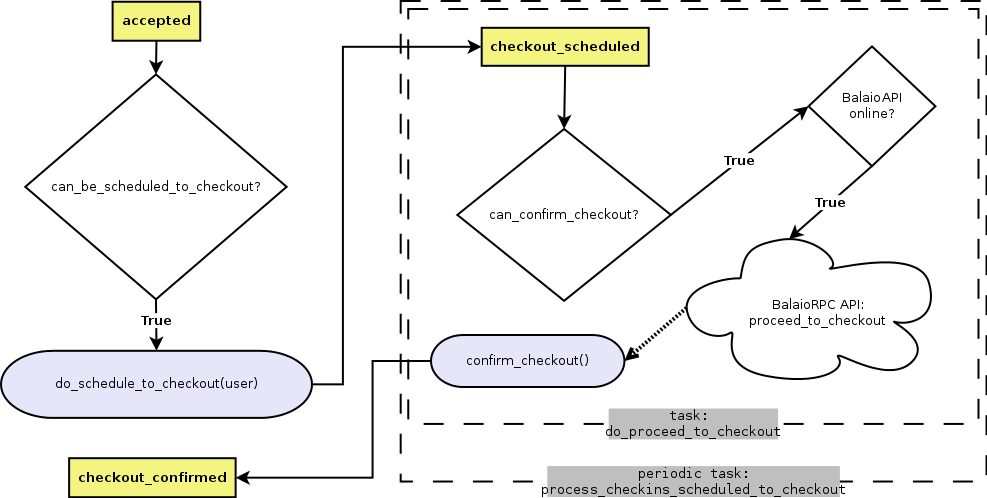 accepted
can_be_scheduled_to_checkout?
True
do_schedule_to_checkout(user)
checkout_confirmed
checkout_scheduled
can_confirm_checkout?
True
BalaioAPI
online?
True
BalaioRPC API:
proceed_to_checkout
confirm_checkout()
task:
do_proceed_to_checkout
periodic task:
process_checkins_scheduled_to_checkout